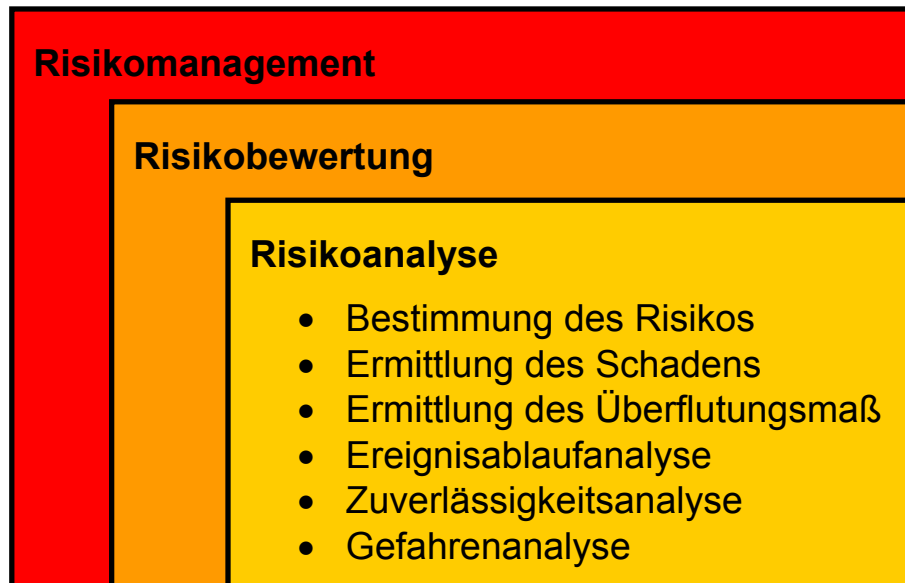 Risikomanagement
Risikobewertung
Risikoanalyse
• Bestimmung des Risikos
• Ermittlung des Schadens
• Ermittlung des Überflutungsmaß
• Ereignisablaufanalyse
• Zuverlässigkeitsanalyse
• Gefahrenanalyse